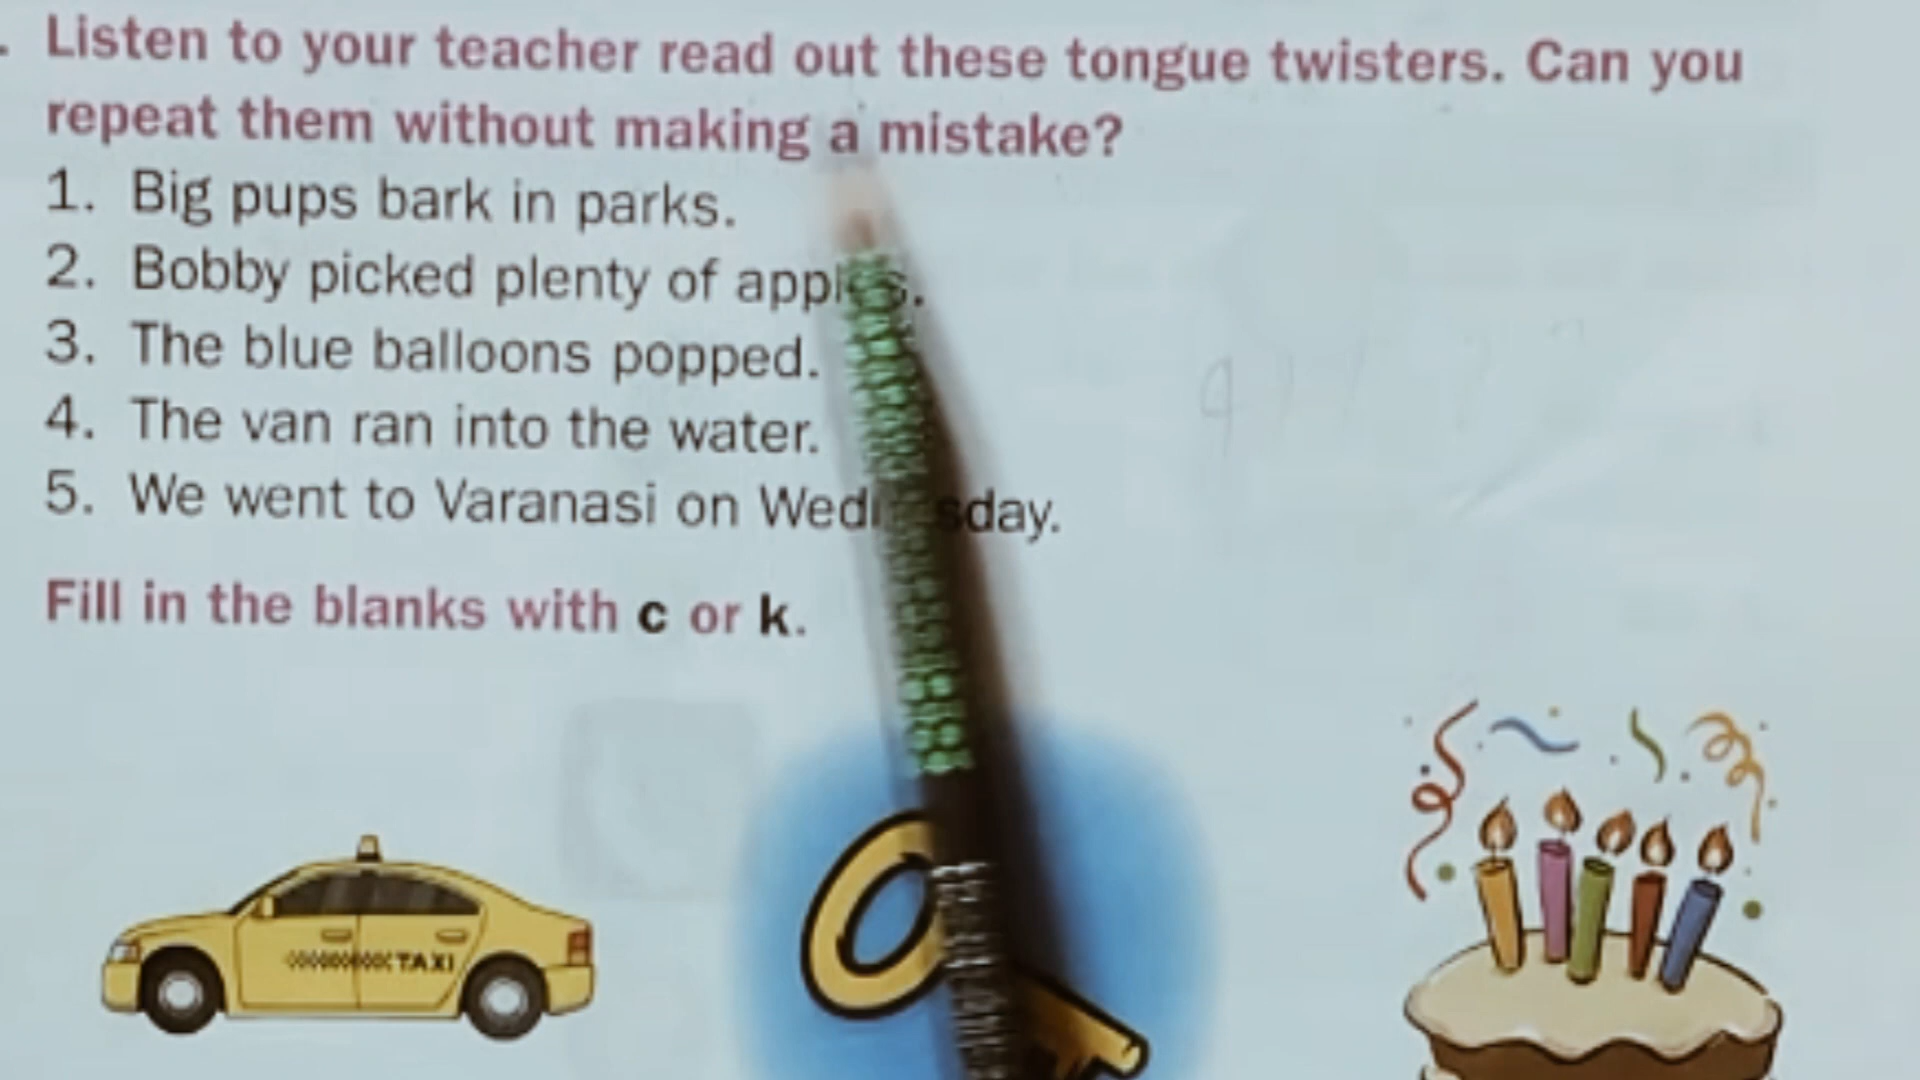 Listen to your teacher read out these tongue twisters. Can you
repeat them without making a mistake?
1. Big pups bark in parks.
2. Bobby picked plenty of apples.
3. The blue balloons popped.
4. The van ran into the water.
5. We went to Varanasi on Wednesday.
Fill in the blanks with c or k.
TAXI